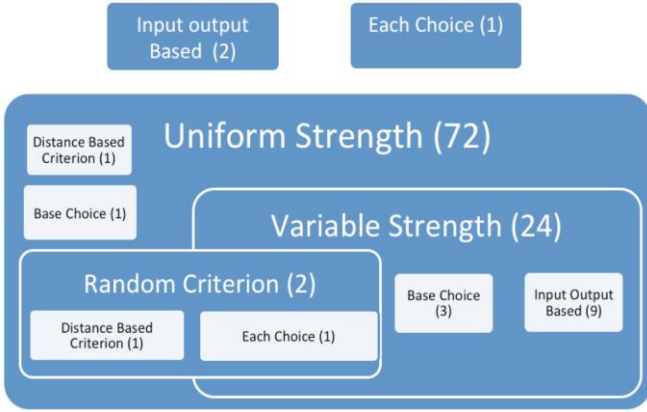 Input output
Based (2)
Each Choice (1)
Uniform Strength (72)
Distance Based
Criterion (1)
Base Choice (1)
Variable Strength (24)
Random Criterion (2)
Base Choice
(3)
Input Output
Based (9)
Distance Based
Criterion (1)
Each Choice (1)